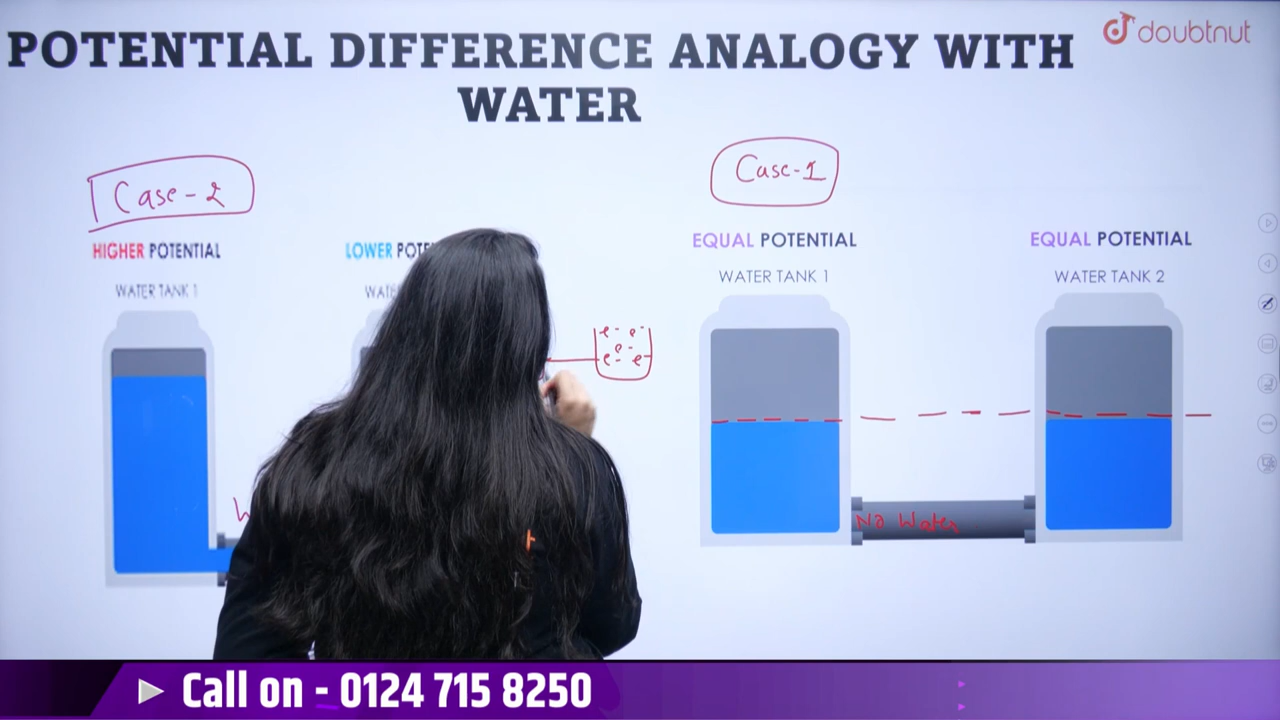 POTENTIAL DIFFERENCE ANALOGY WITH
WATER
doubtnut
Case-2
HIGHER POTENTIAL
WATER TANK 1
LOWER
Case-1
EQUAL POTENTIAL
WATER TANK 1
EQUAL POTENTIAL
WATER TANK 2
e- e-
e-
e- e-
No Water
Call on - 0124 715 8250